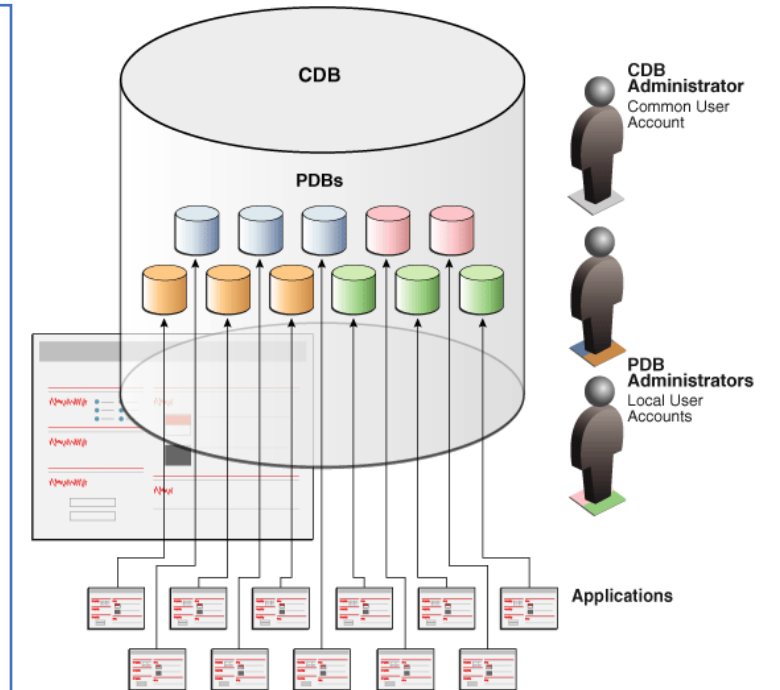 CDB
PDBs
CDB
Administrator
Common User
Account
PDB
Administrators
Local User
Accounts
Applications